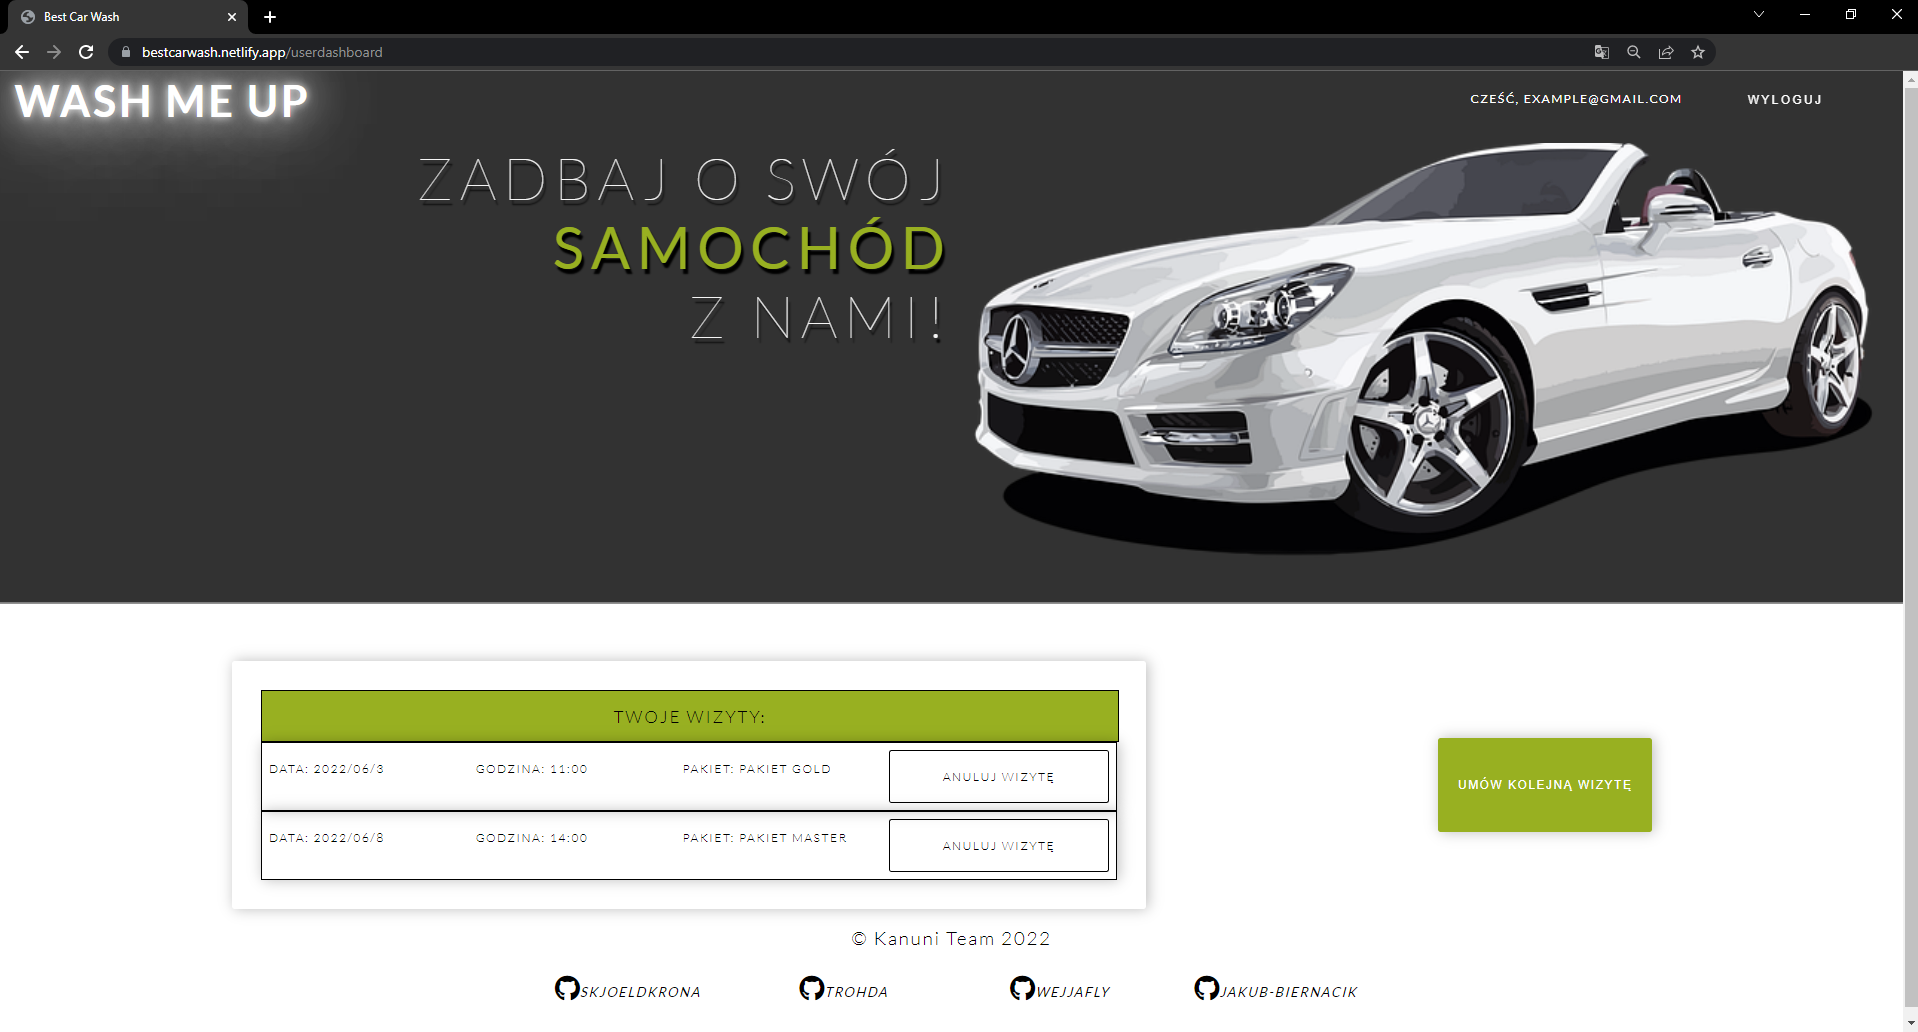 Best Car Wash
bestcarwash.netlify.app/userdashboard
WASH ME UP
CZEŚĆ, EXAMPLE@GMAIL.COM
WYLOGUJ
ZADBAJ O SWÓJ
SAMOCHÓD
Z NAMI!
TWOJE WIZYTY:
DATA: 2022/06/3 GODZINA: 11:00 PAKIET: PAKIET GOLD ANULUJ WIZYTĘ
DATA: 2022/06/8 GODZINA: 14:00 PAKIET: PAKIET MASTER ANULUJ WIZYTĘ
UMÓW KOLEJNĄ WIZYTĘ
© Kanuni Team 2022
SKJOELDKRONA TROHDA WEJJAFLY JAKUB-BIERNACIK